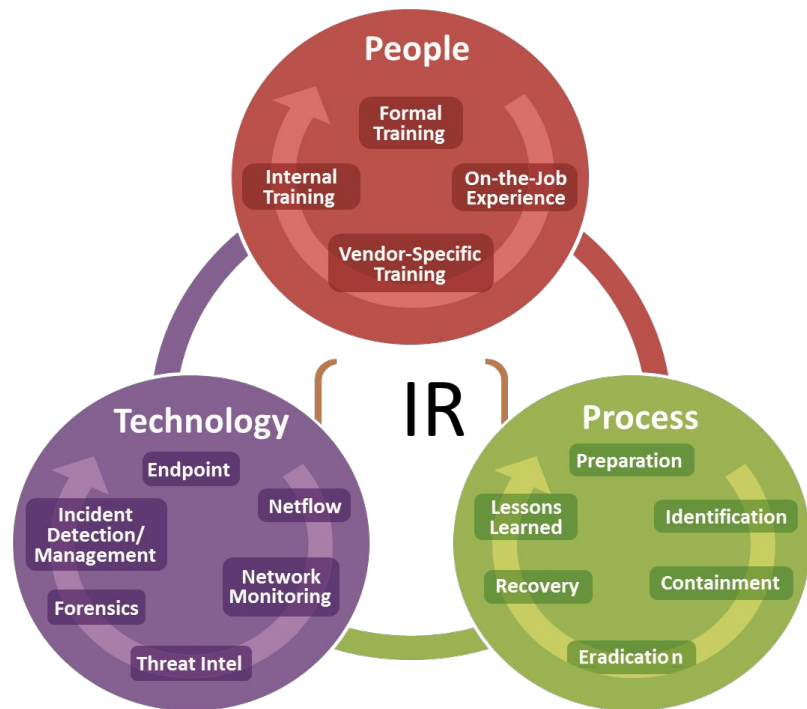 People
Formal
Training
Internal
Training
On-the-Job
Experience
Vendor-Specific
Training
IR
Technology
Endpoint
Netflow
Incident
Detection/
Management
Network
Monitoring
Forensics
Threat Intel
Process
Preparation
Lessons
Learned
Identification
Recovery
Containment
Eradication